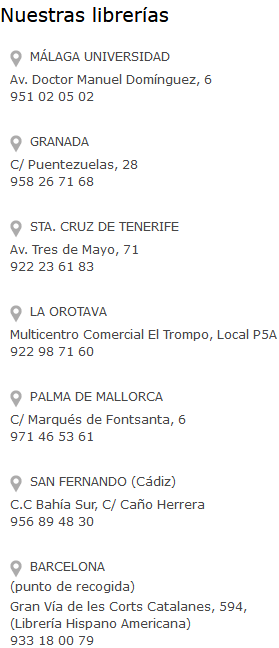 Nuestras librerías
MÁLAGA UNIVERSIDAD
Av. Doctor Manuel Domínguez, 6
951 02 05 02
GRANADA
C/ Puentezuelas, 28
958 26 71 68
STA. CRUZ DE TENERIFE
Av. Tres de Mayo, 71
922 23 61 83
LA OROTAVA
Multicentro Comercial El Trompo, Local P5A
922 98 71 60
PALMA DE MALLORCA
C/ Marqués de Fontsanta, 6
971 46 53 61
SAN FERNANDO (Cádiz)
C.C Bahía Sur, C/ Caño Herrera
956 89 48 30
BARCELONA
(punto de recogida)
Gran Vía de les Corts Catalanes, 594,
(Librería Hispano Americana)
933 18 00 79